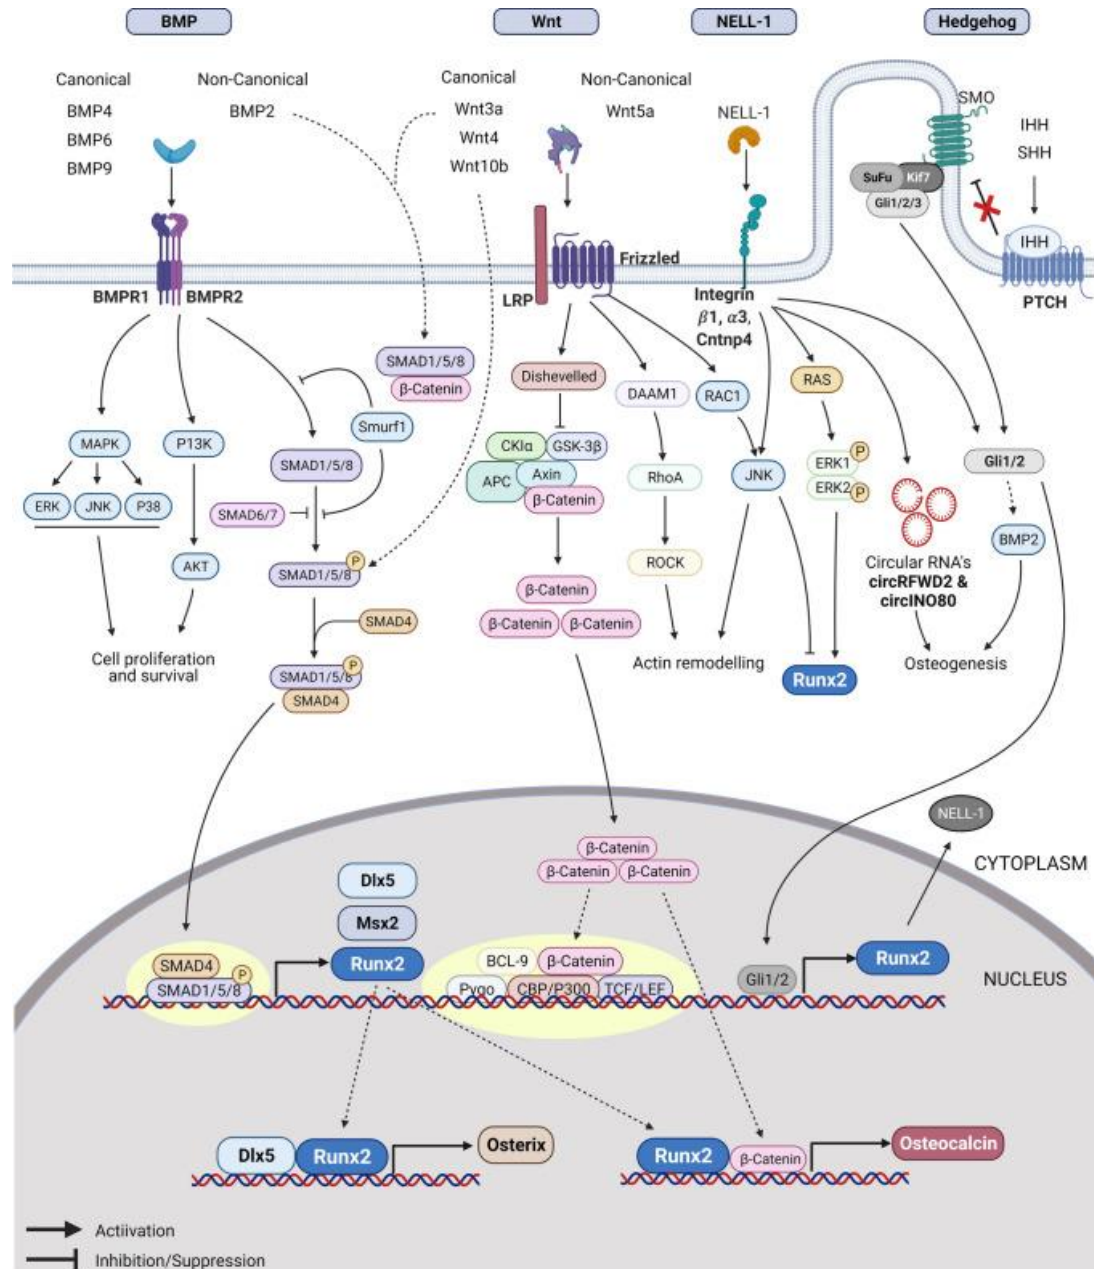 BMP
Wnt
NELL-1
Hedgehog
Canonical
BMP4
BMP6
BMP9
Non-Canonical
BMP2
Canonical
Wnt3a
Wnt4
Wnt10b
Non-Canonical
Wnt5a
NELL-1
SMO
IHH
SHH
SuFu
Kif7
Gli1/2/3
IHH
PTCH
BMPR1
BMPR2
LRP
Frizzled
Integrin
β1, α3,
Cntnp4
SMAD1/5/8
β-Catenin
Smurf1
MAPK
P13K
SMAD1/5/8
ERK
JNK
P38
SMAD6/7
AKT
SMAD1/5/8
P
SMAD4
Cell proliferation
and survival
SMAD1/5/8
P
SMAD4
Dishevelled
CKIα
GSK-3β
APC
Axin
β-Catenin
β-Catenin
β-Catenin
β-Catenin
DAAM1
RAC1
RhoA
JNK
ROCK
Actin remodelling
RAS
ERK1
P
ERK2
P
Runx2
Gli1/2
BMP2
Circular RNA's
circRFWD2 &
circINO80
Osteogenesis
NELL-1
CYTOPLASM
NUCLEUS
β-Catenin
β-Catenin
β-Catenin
Dlx5
Msx2
Runx2
SMAD4
P
SMAD1/5/8
BCL-9
β-Catenin
Pygo
CBP/P300
TCF/LEF
Gli1/2
Runx2
Dlx5
Runx2
Osterix
Runx2
β-Catenin
Osteocalcin
Actiivation
Inhibition/Suppression